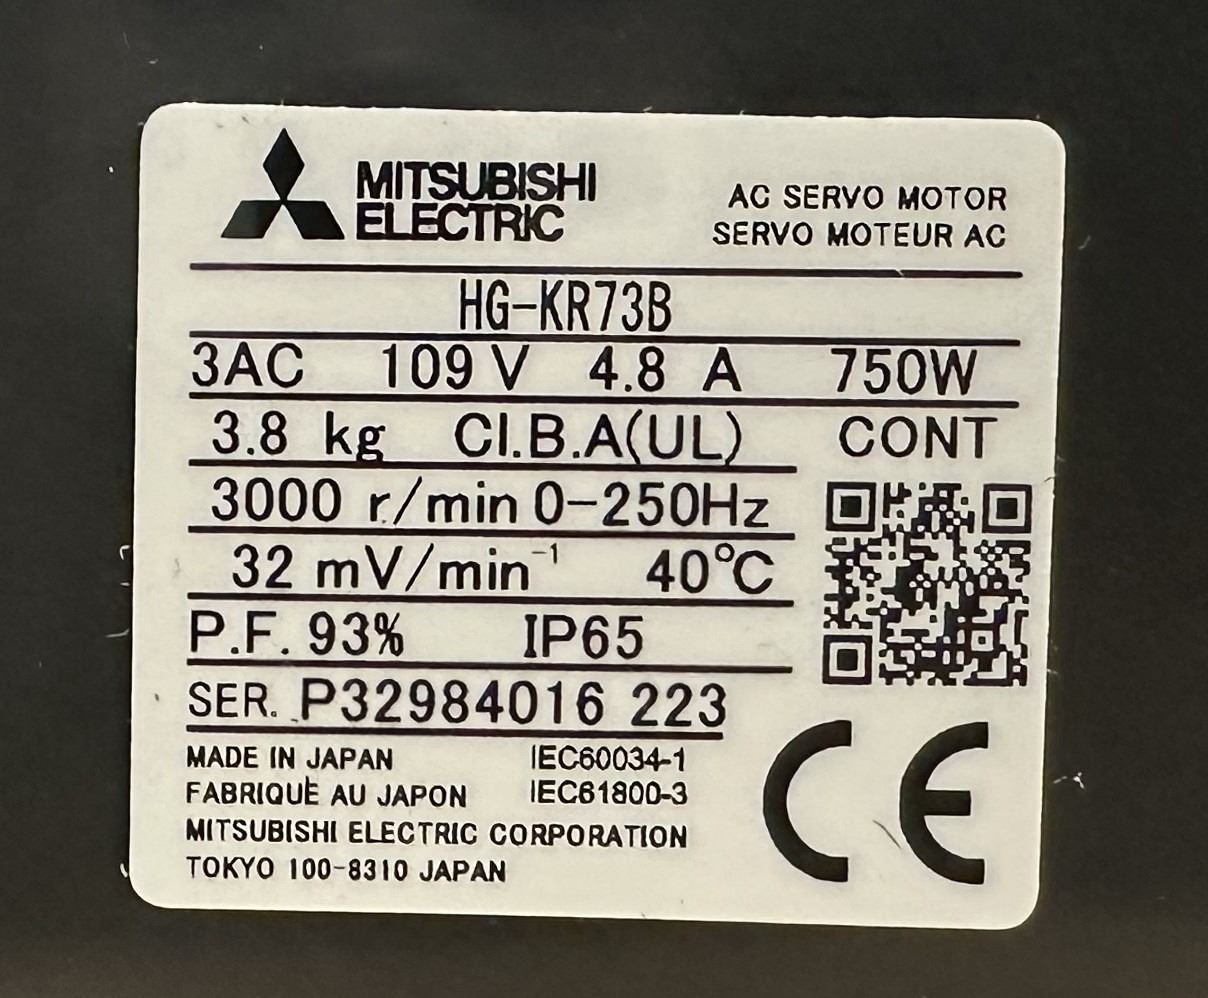 MITSUBISHI
ELECTRIC
AC SERVO MOTOR
SERVO MOTEUR AC
HG-KR73B
3AC 109 V 4.8 A 750W
3.8 kg CI.B.A(UL) CONT
3000 r/min 0-250Hz
32 mV/min⁻¹ 40°C
P.F. 93% IP65
SER. P32984016 223
MADE IN JAPAN IEC60034-1
FABRIQUÉ AU JAPON IEC61800-3
MITSUBISHI ELECTRIC CORPORATION
TOKYO 100-8310 JAPAN
CE